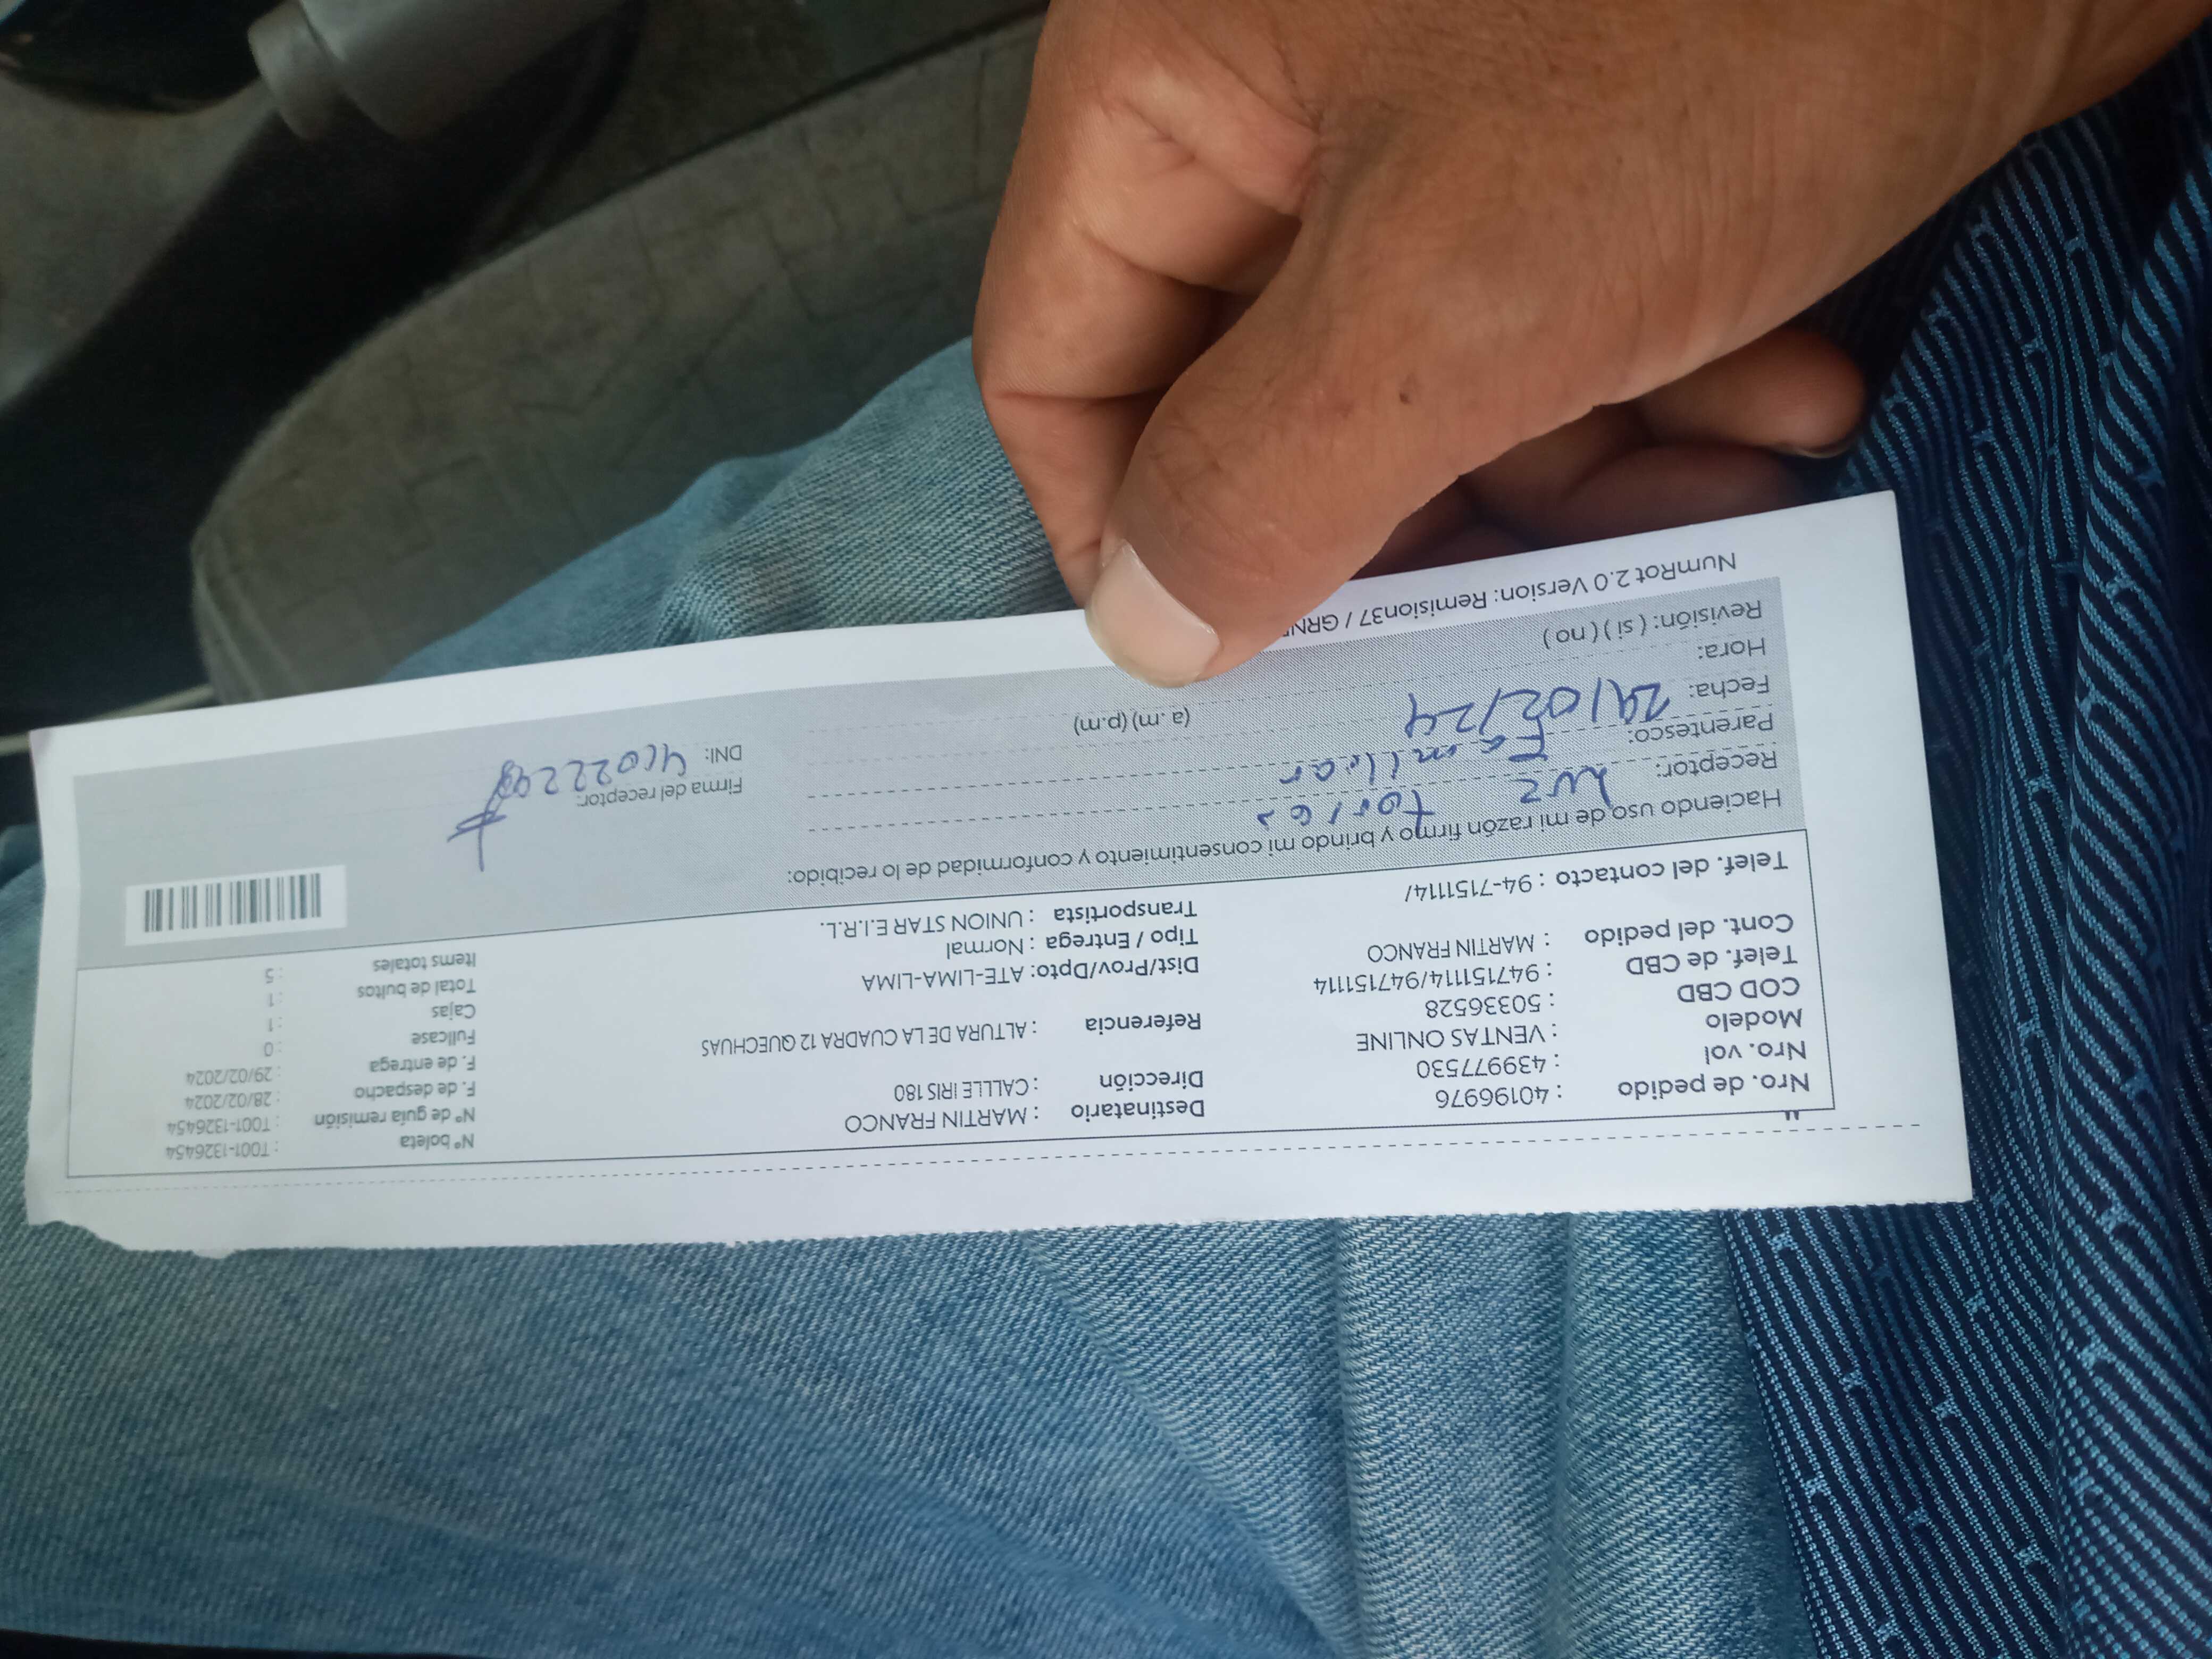 Nro. de pedido : 40196976
Nro. vol : 439977530
Modelo : VENTAS ONLINE
COD CBD : 50336528
Telef. de CBD : 947151114/947151114
Cont. del pedido : MARTIN FRANCO
Telef. del contacto : 94-7151114/
Destinatario : MARTIN FRANCO
Dirección : CALLLE IRIS 180
Referencia : ALTURA DE LA CUADRA 12 QUECHUAS
Dist/Prov/Dpto: ATE-LIMA-LIMA
Tipo / Entrega : Normal
Transportista : UNION STAR E.I.R.L.
Nº boleta : T001-1326454
Nº de guía remisión : T001-1326454
F. de despacho : 28/02/2024
F. de entrega : 29/02/2024
Fullcase : 0
Cajas : 1
Total de bultos : 1
Items totales : 5
Haciendo uso de mi razón firmo y brindo mi consentimiento y conformidad de lo recibido:
Receptor: Luz torres
Parentesco: Familiar
Fecha: 29/02/24
Hora: (a.m) (p.m)
Revisión: ( si ) ( no )
Firma del receptor:
DNI:
NumRot 2.0 Version: Remision37 / GRN